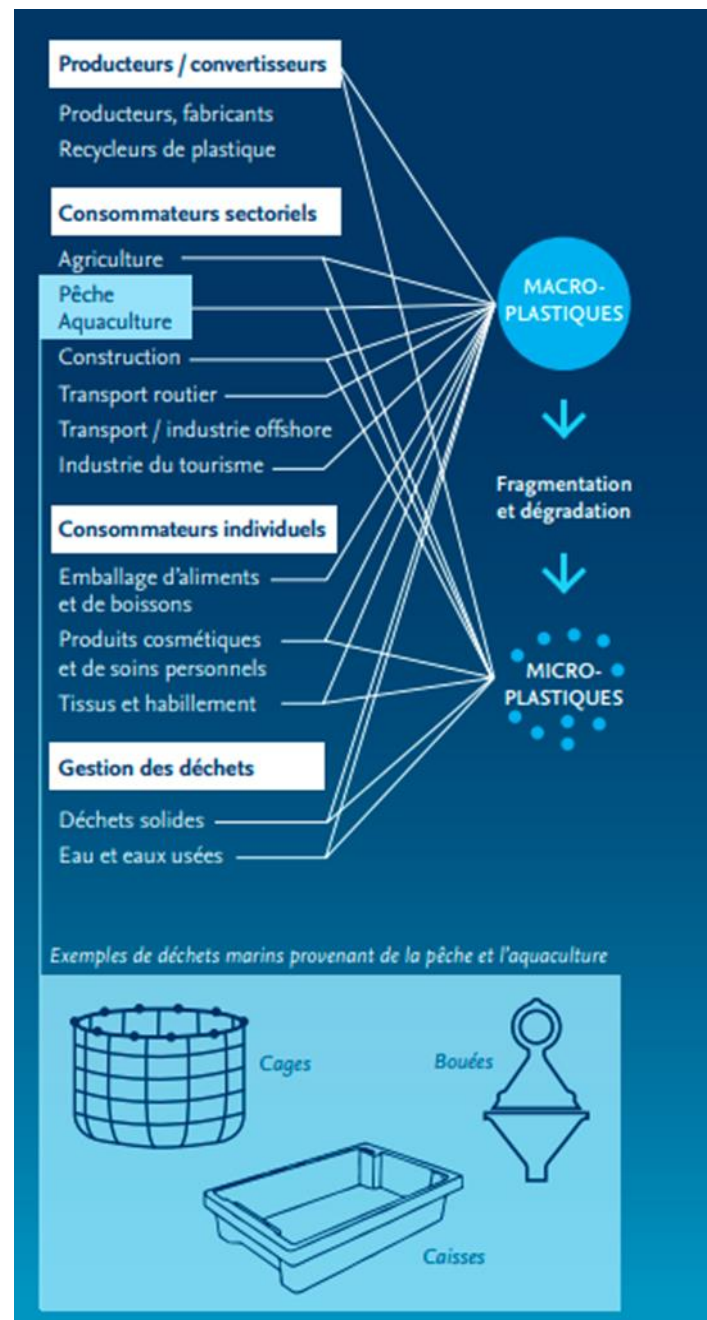 Producteurs / convertisseurs
Producteurs, fabricants
Recycleurs de plastique
Consommateurs sectoriels
Agriculture
Pêche
Aquaculture
Construction
Transport routier
Transport / industrie offshore
Industrie du tourisme
Consommateurs individuels
Emballage d'aliments
et de boissons
Produits cosmétiques
et de soins personnels
Tissus et habillement
Gestion des déchets
Déchets solides
Eau et eaux usées
MACRO-
PLASTIQUES
Fragmentation
et dégradation
MICRO-
PLASTIQUES
Exemples de déchets marins provenant de la pêche et l'aquaculture
Cages
Bouées
Caisses